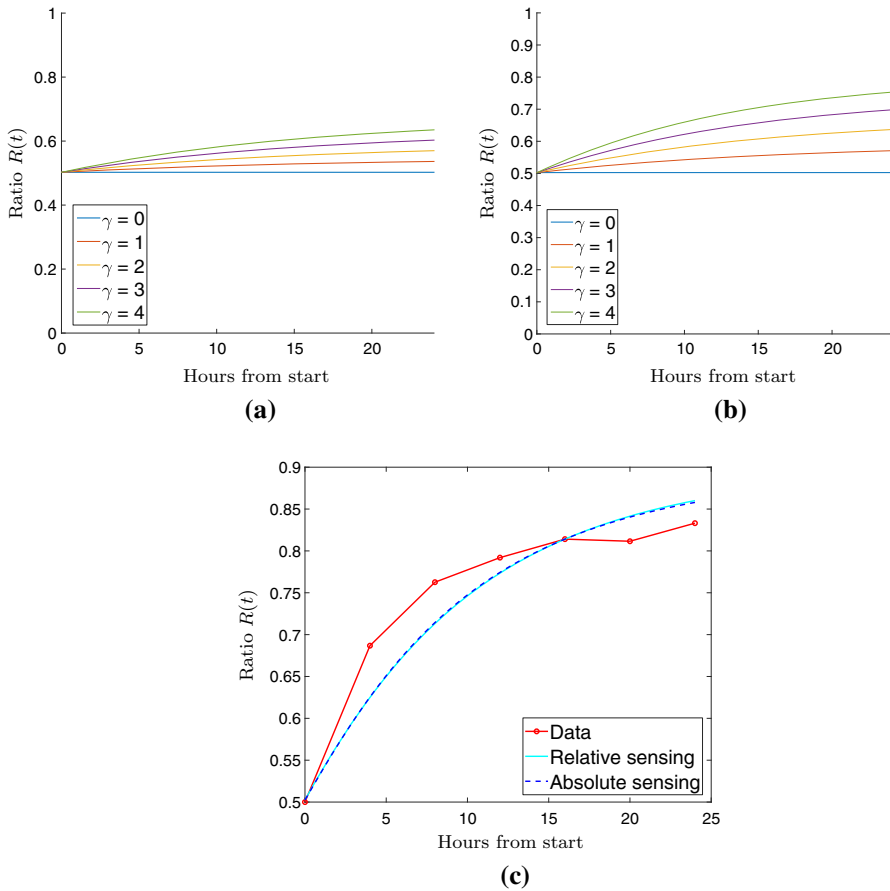 1
0.8
0.6
0.4
0.2
0
Ratio R(t)
γ = 0
γ = 1
γ = 2
γ = 3
γ = 4
0 5 10 15 20
Hours from start
(a)
1
0.9
0.8
0.7
0.6
0.5
0.4
0.3
0.2
0.1
0
Ratio R(t)
γ = 0
γ = 1
γ = 2
γ = 3
γ = 4
0 5 10 15 20
Hours from start
(b)
0.9
0.85
0.8
0.75
0.7
0.65
0.6
0.55
0.5
Ratio R(t)
Data
Relative sensing
Absolute sensing
0 5 10 15 20 25
Hours from start
(c)